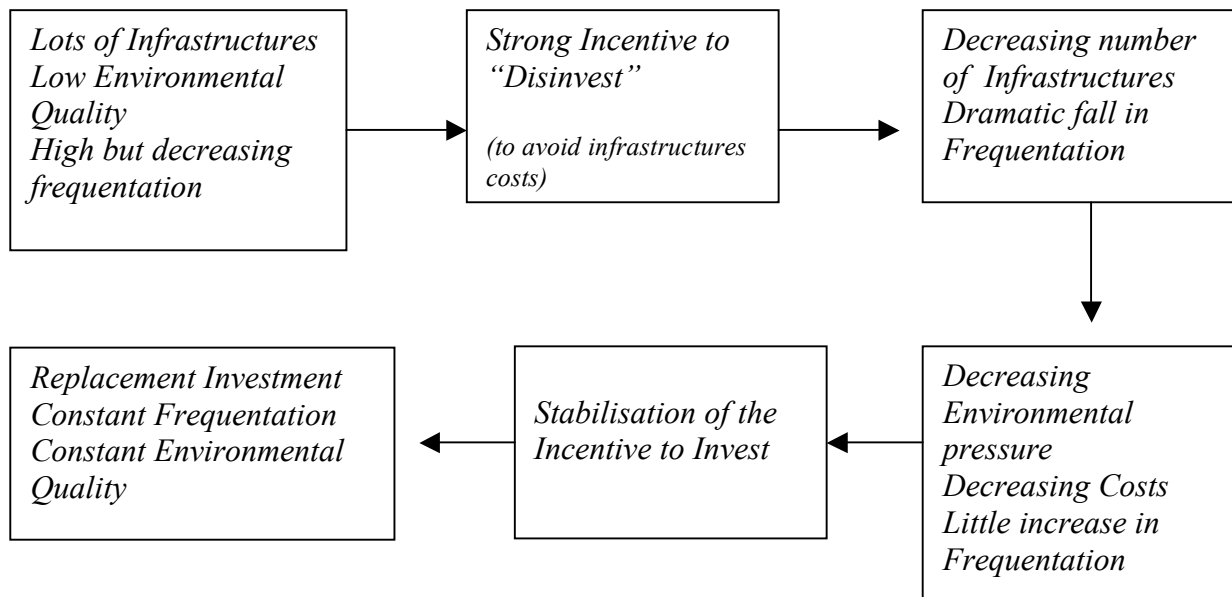 Lots of Infrastructures
Low Environmental
Quality
High but decreasing
frequentation
Strong Incentive to
“Disinvest”
(to avoid infrastructures
costs)
Decreasing number
of Infrastructures
Dramatic fall in
Frequentation
Decreasing
Environmental
pressure
Decreasing Costs
Little increase in
Frequentation
Stabilisation of the
Incentive to Invest
Replacement Investment
Constant Frequentation
Constant Environmental
Quality